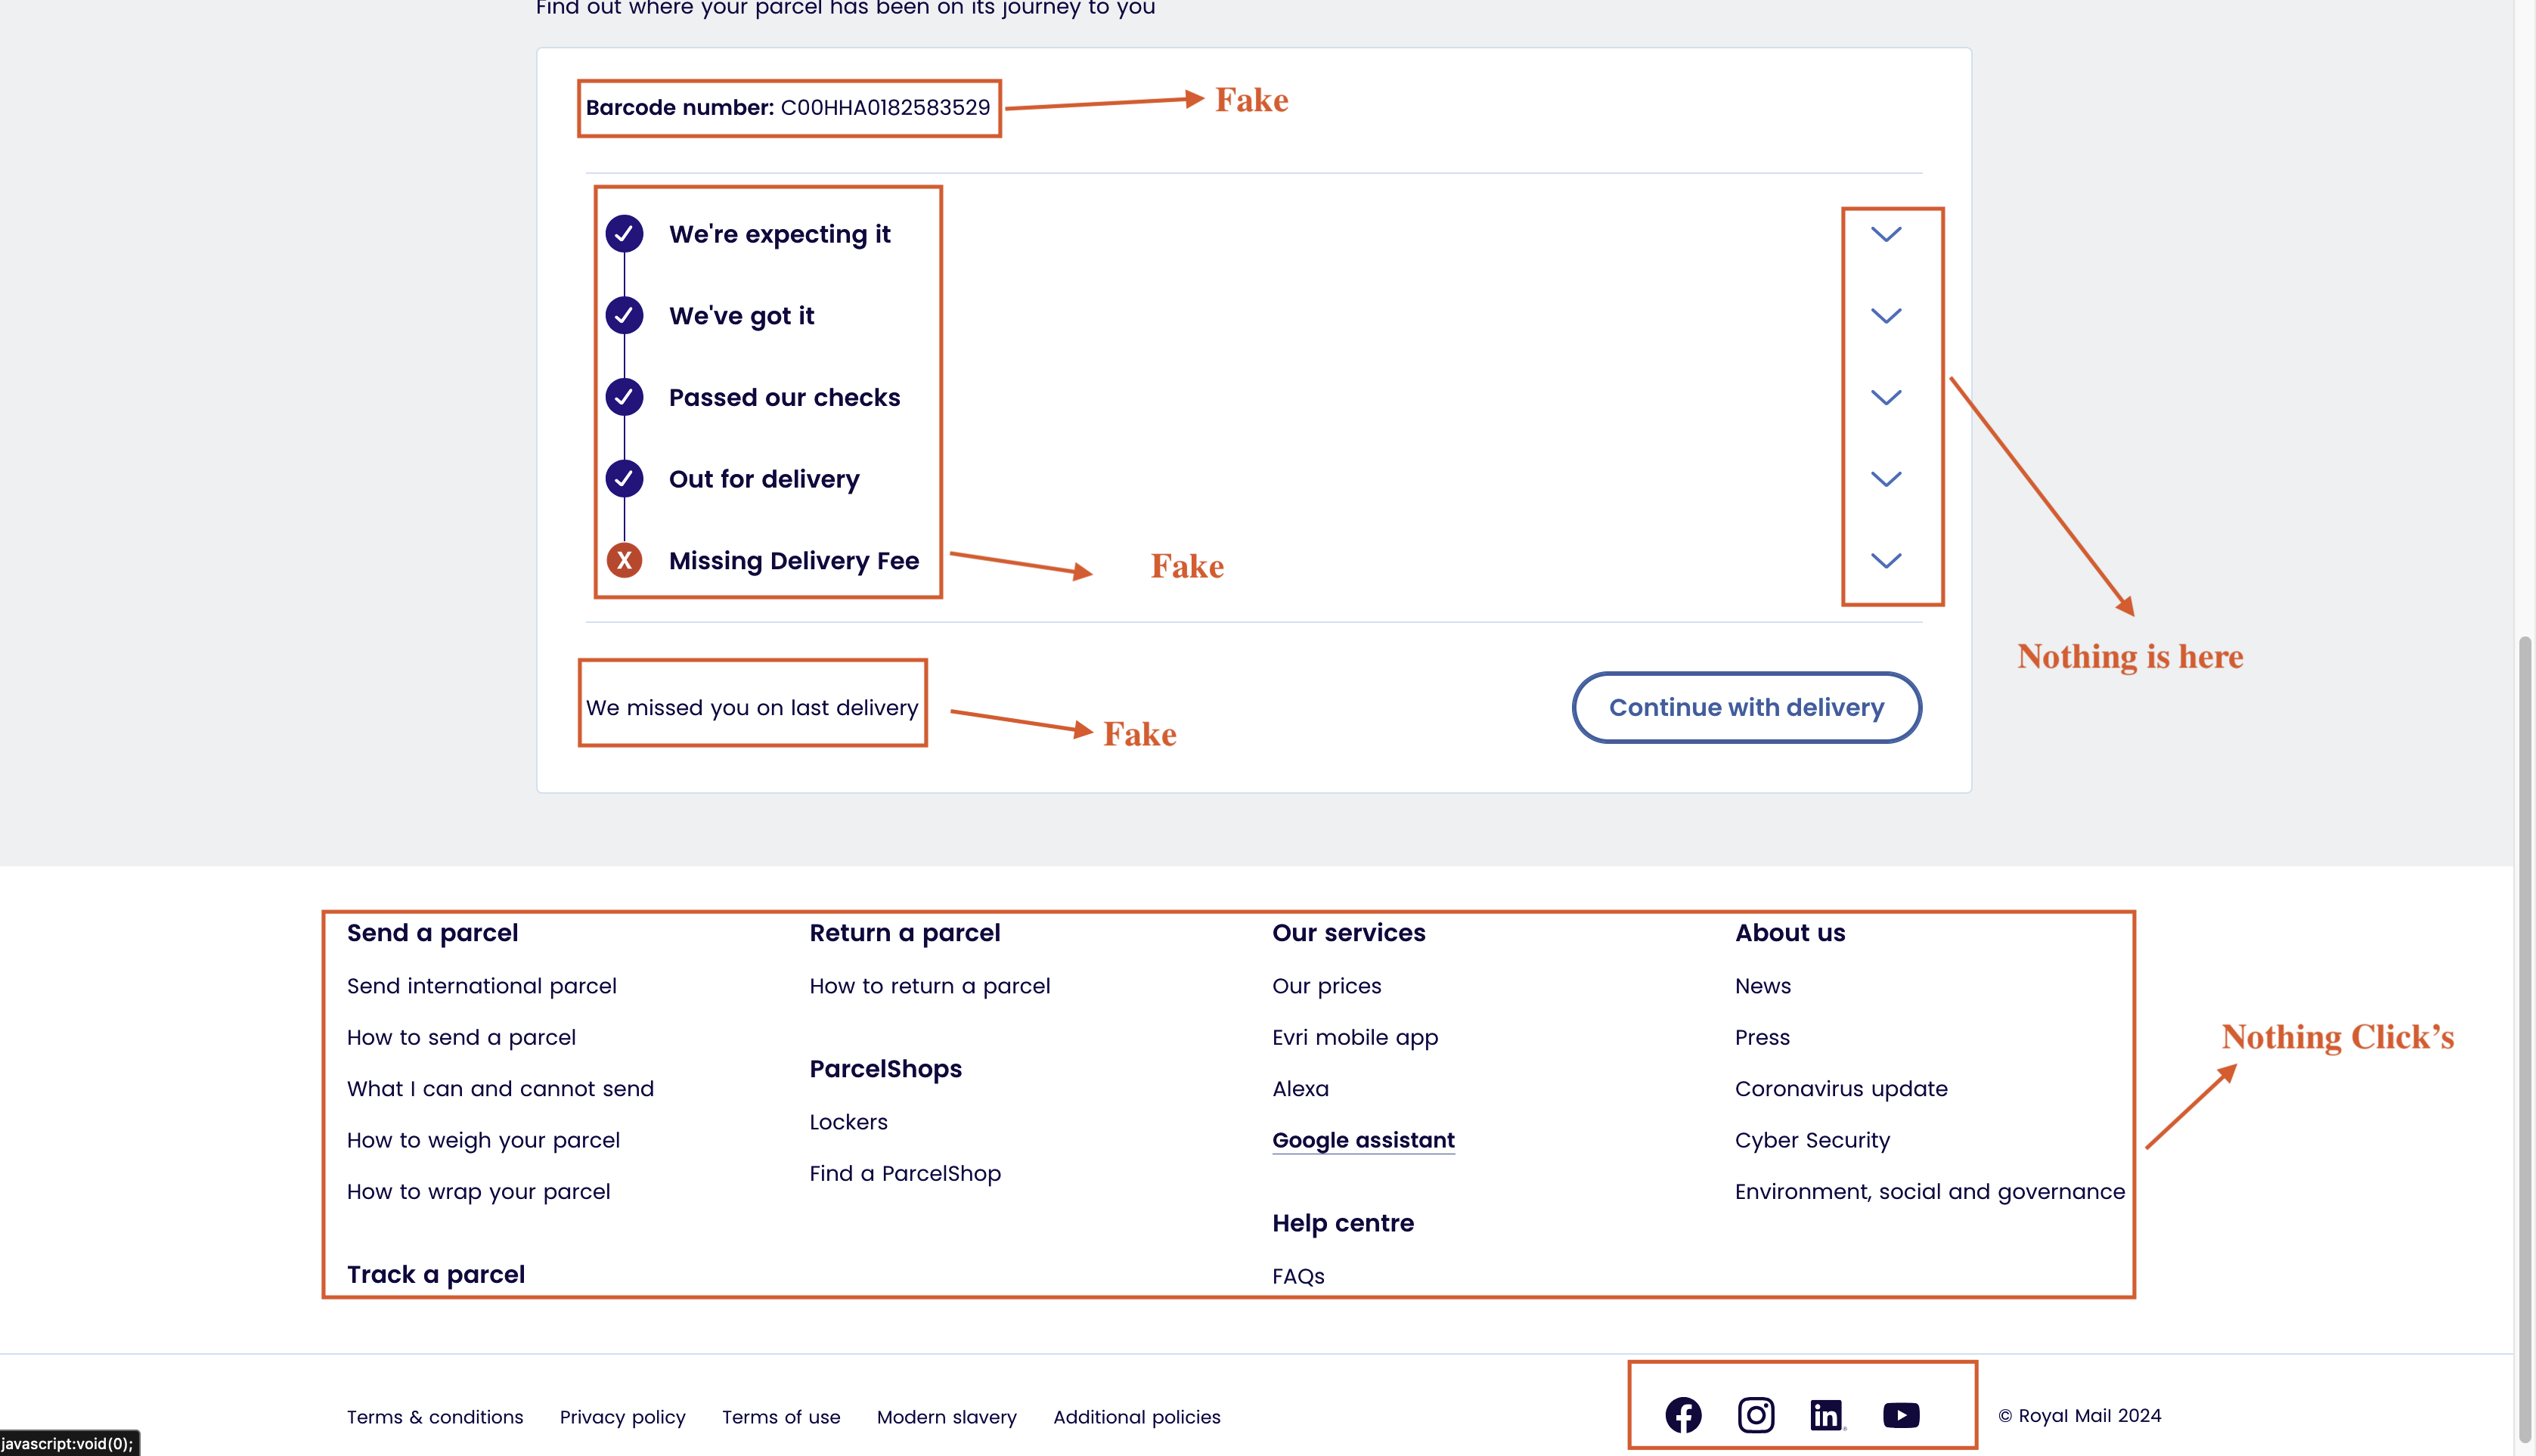 Find out where your parcel has been on its journey to you
Barcode number: C00HHA0182583529
Fake
We're expecting it
We've got it
Passed our checks
Out for delivery
X Missing Delivery Fee
Fake
Nothing is here
We missed you on last delivery
Fake
Continue with delivery
Send a parcel
Send international parcel
How to send a parcel
What I can and cannot send
How to weigh your parcel
How to wrap your parcel
Track a parcel
Return a parcel
How to return a parcel
ParcelShops
Lockers
Find a ParcelShop
Our services
Our prices
Evri mobile app
Alexa
Google assistant
Help centre
FAQs
About us
News
Press
Coronavirus update
Cyber Security
Environment, social and governance
Nothing Click’s
Terms & conditions Privacy policy Terms of use Modern slavery Additional policies
in
© Royal Mail 2024
javascript:void(0);